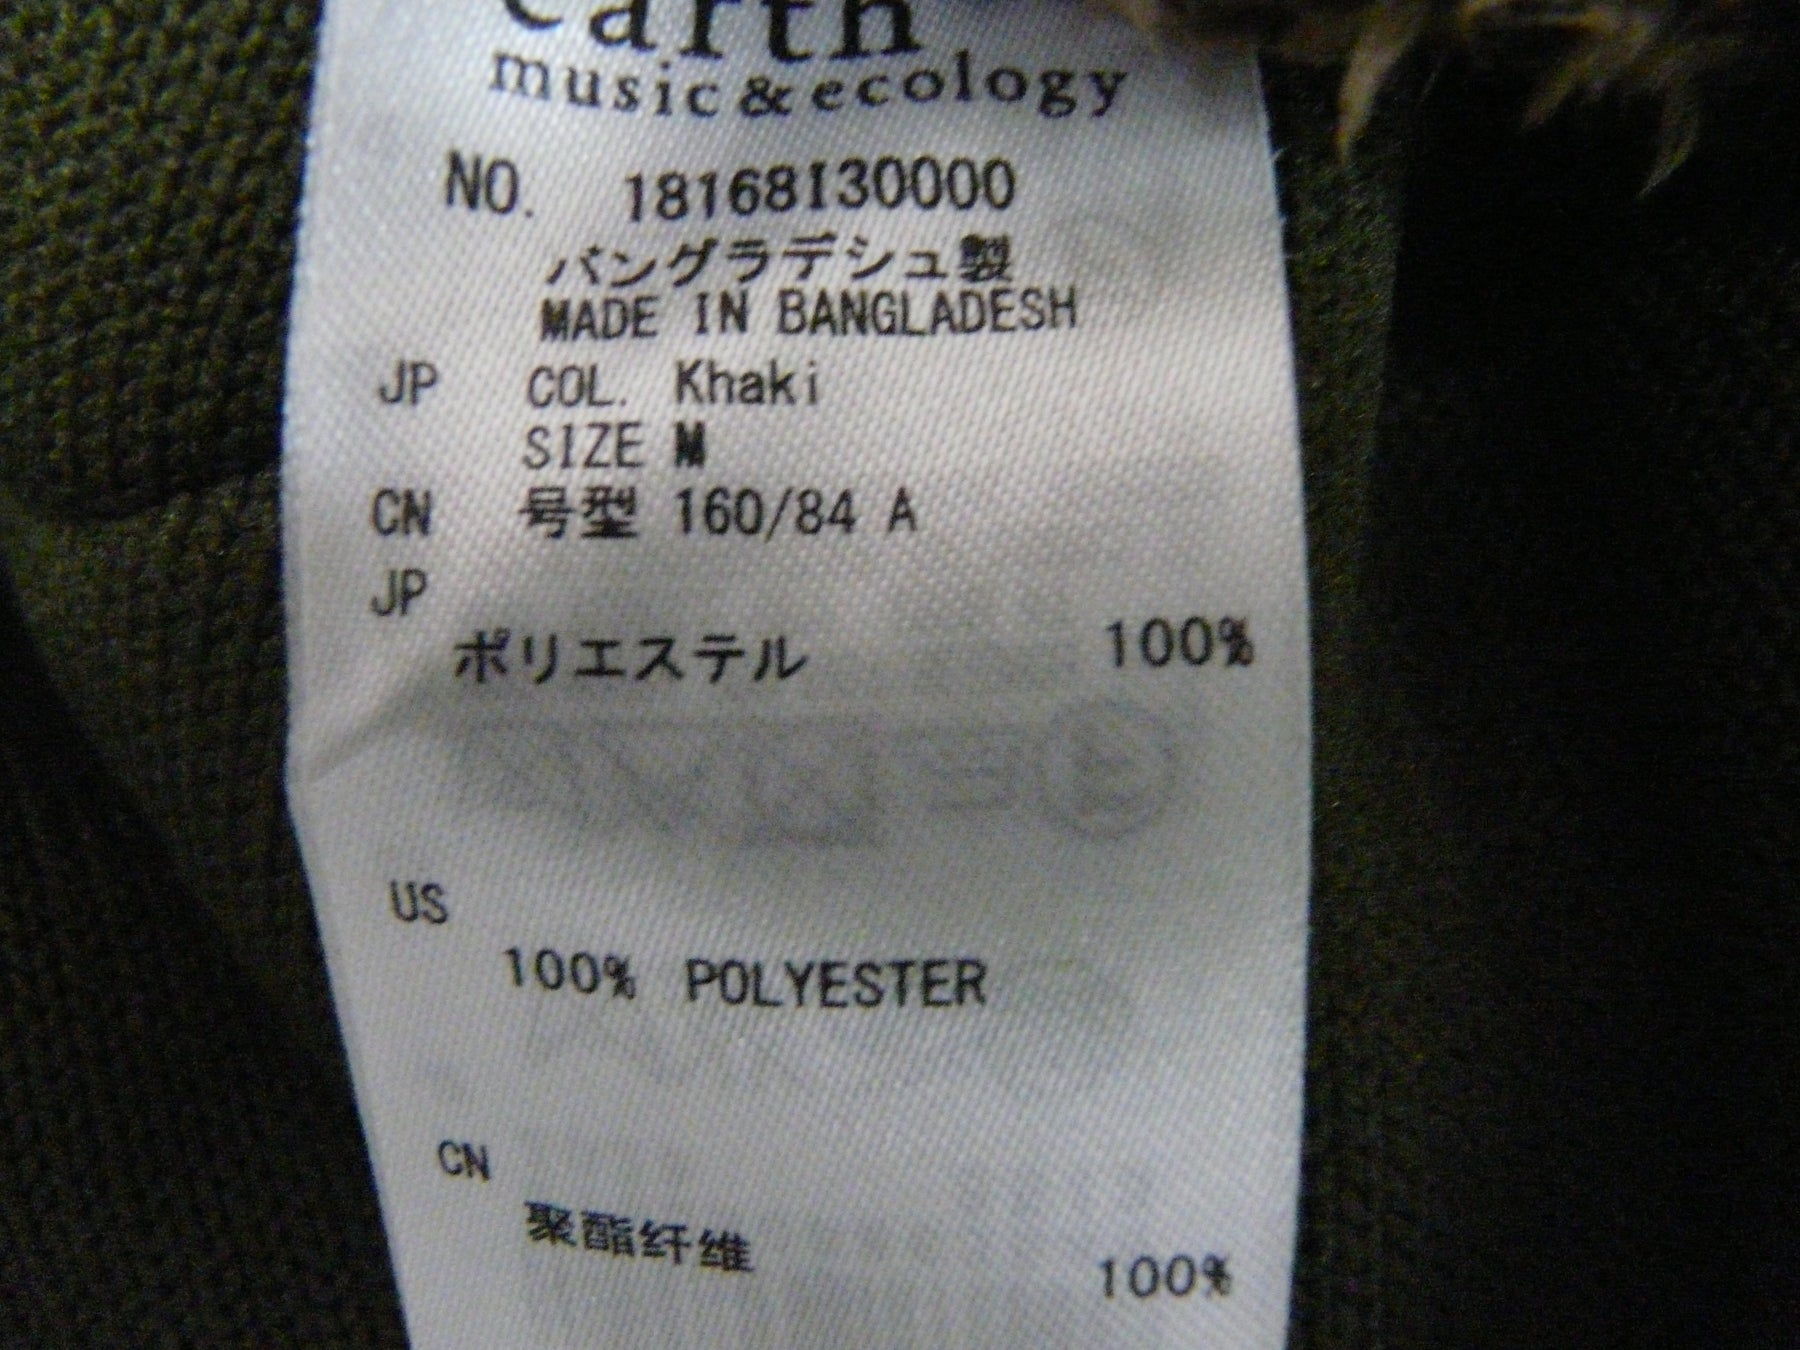 earth
music&ecology
NO. 18168I30000
バングラデシュ製
MADE IN BANGLADESH
JP COL. Khaki
SIZE M
CN 号型 160/84 A
JP
ポリエステル 100%
US
100% POLYESTER
CN
聚酯纤维 100%